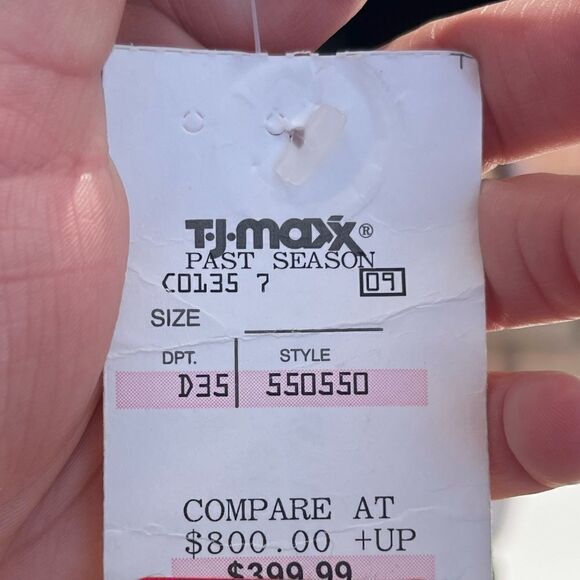 T·J·maxx®
PAST SEASON
C0135 7 09
SIZE
DPT. STYLE
D35 550550
COMPARE AT
$800.00 +UP
$399.99